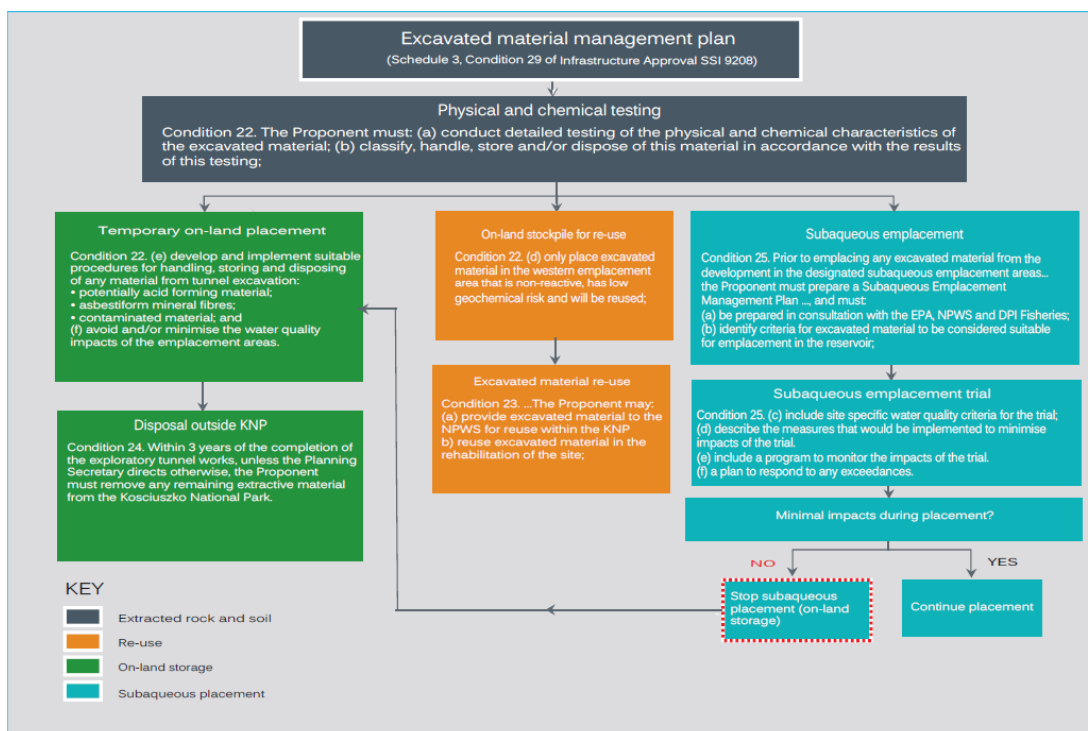 Excavated material management plan
(Schedule 3, Condition 29 of Infrastructure Approval SSI 9208)
Physical and chemical testing
Condition 22. The Proponent must: (a) conduct detailed testing of the physical and chemical characteristics of
the excavated material; (b) classify, handle, store and/or dispose of this material in accordance with the results
of this testing;
Temporary on-land placement
Condition 22. (e) develop and implement suitable
procedures for handling, storing and disposing
of any material from tunnel excavation:
• potentially acid forming material;
• asbestiform mineral fibres;
• contaminated material; and
(f) avoid and/or minimise the water quality
impacts of the emplacement areas.
Disposal outside KNP
Condition 24. Within 3 years of the completion of
the exploratory tunnel works, unless the Planning
Secretary directs otherwise, the Proponent
must remove any remaining extractive material
from the Kosciuszko National Park.
On-land stockpile for re-use
Condition 22. (d) only place excavated
material in the western emplacement
area that is non-reactive, has low
geochemical risk and will be reused;
Excavated material re-use
Condition 23. ...The Proponent may:
(a) provide excavated material to the
NPWS for reuse within the KNP
b) reuse excavated material in the
rehabilitation of the site;
Subaqueous emplacement
Condition 25. Prior to emplacing any excavated material from the
development in the designated subaqueous emplacement areas...
the Proponent must prepare a Subaqueous Emplacement
Management Plan ..., and must:
(a) be prepared in consultation with the EPA, NPWS and DPI Fisheries;
(b) identify criteria for excavated material to be considered suitable
for emplacement in the reservoir;
Subaqueous emplacement trial
Condition 25. (c) include site specific water quality criteria for the trial;
(d) describe the measures that would be implemented to minimise
impacts of the trial.
(e) include a program to monitor the impacts of the trial.
(f) a plan to respond to any exceedances.
Minimal impacts during placement?
NO
YES
Stop subaqueous
placement (on-land
storage)
Continue placement
KEY
Extracted rock and soil
Re-use
On-land storage
Subaqueous placement